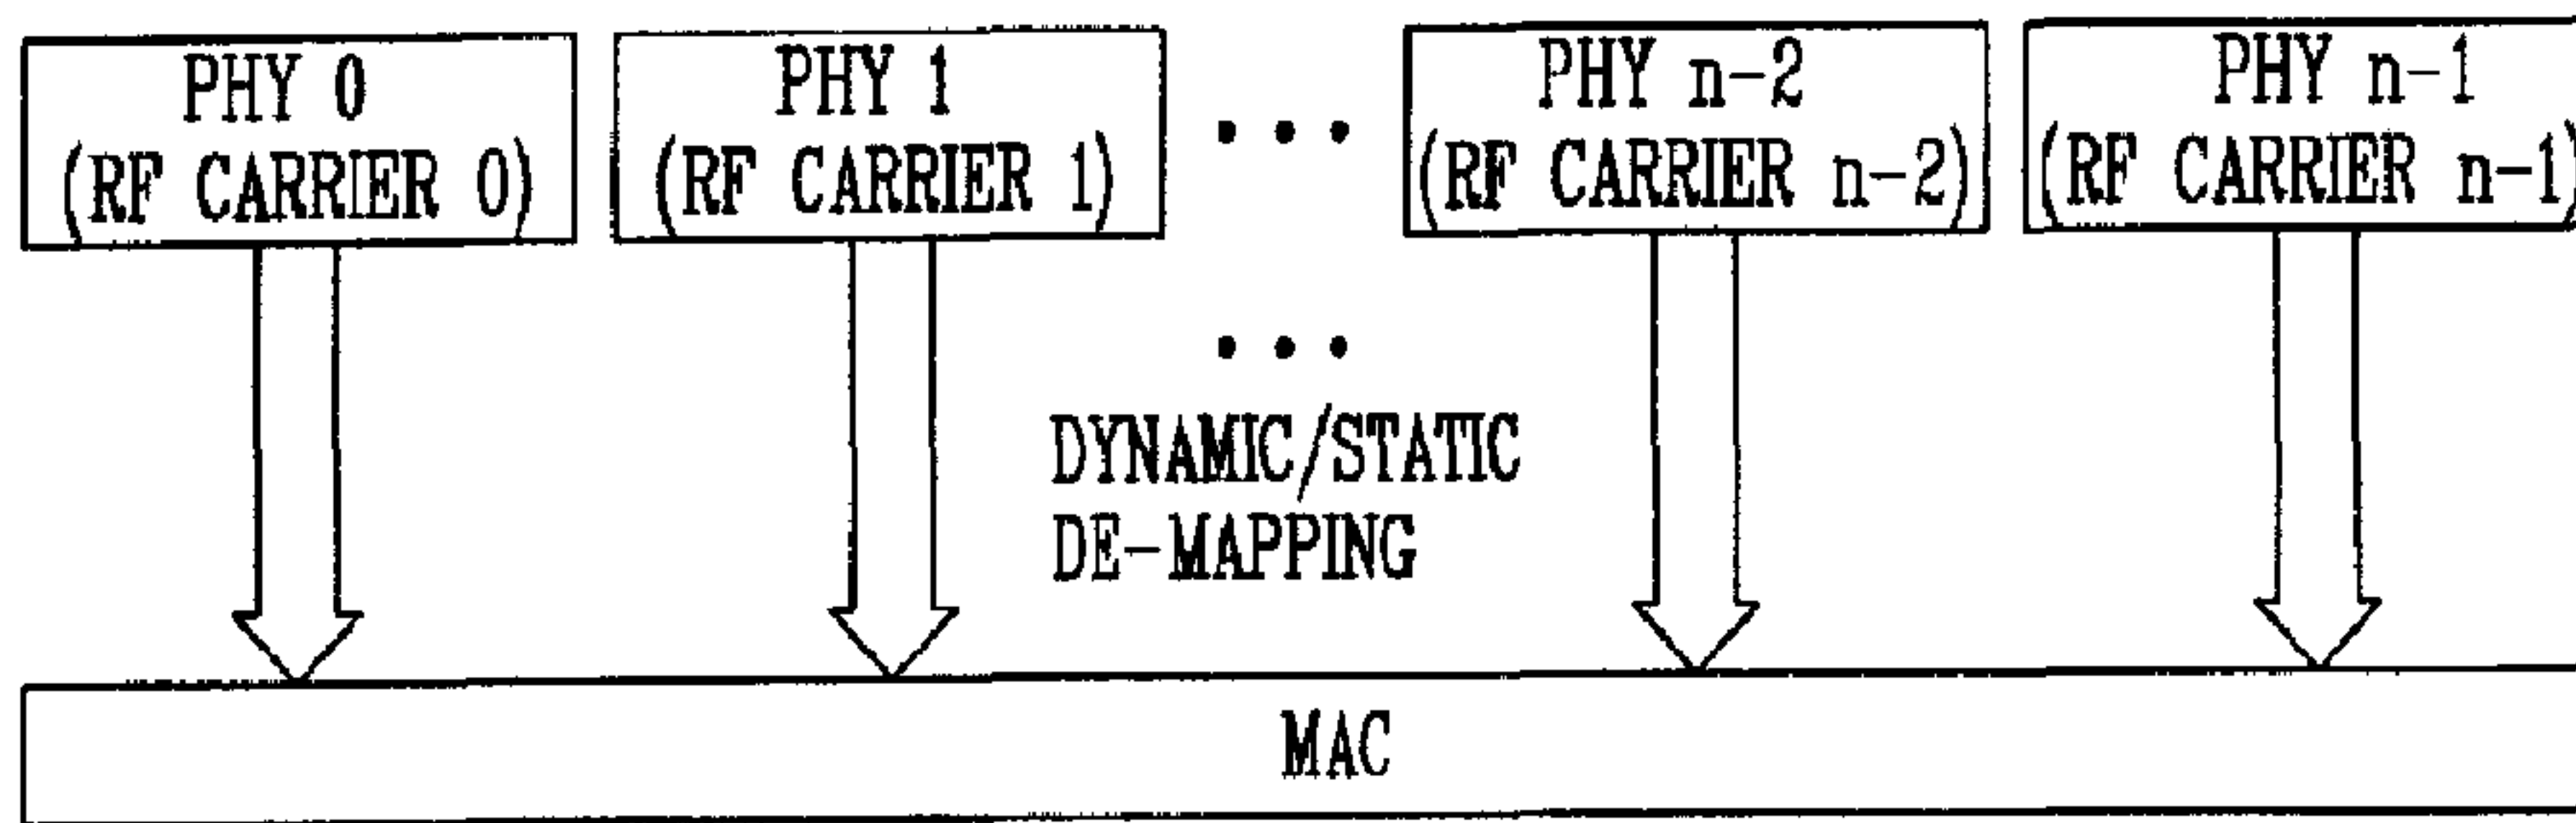 PHY 0
(RF CARRIER 0)
PHY 1
(RF CARRIER 1)
• • •
PHY n-2
(RF CARRIER n-2)
PHY n-1
(RF CARRIER n-1)
• • •
DYNAMIC/STATIC
DE-MAPPING
MAC